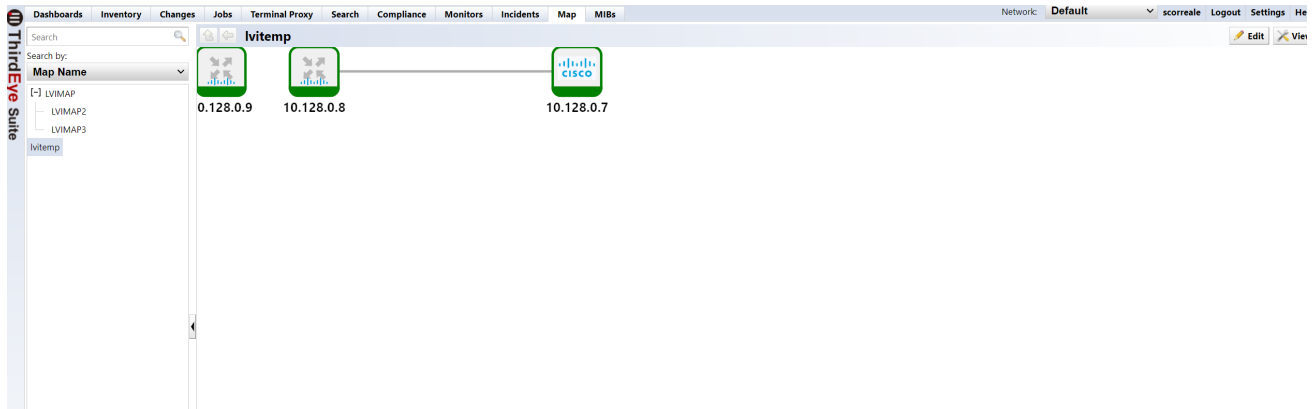 Dashboards Inventory Changes Jobs Terminal Proxy Search Compliance Monitors Incidents Map MIBs Network: Default scorreale Logout Settings He
ThirdEye Suite
Search
lvitemp
Edit View
Search by:
Map Name
[-] LVIMAP
LVIMAP2
LVIMAP3
lvitemp
CISCO
0.128.0.9 10.128.0.8 10.128.0.7